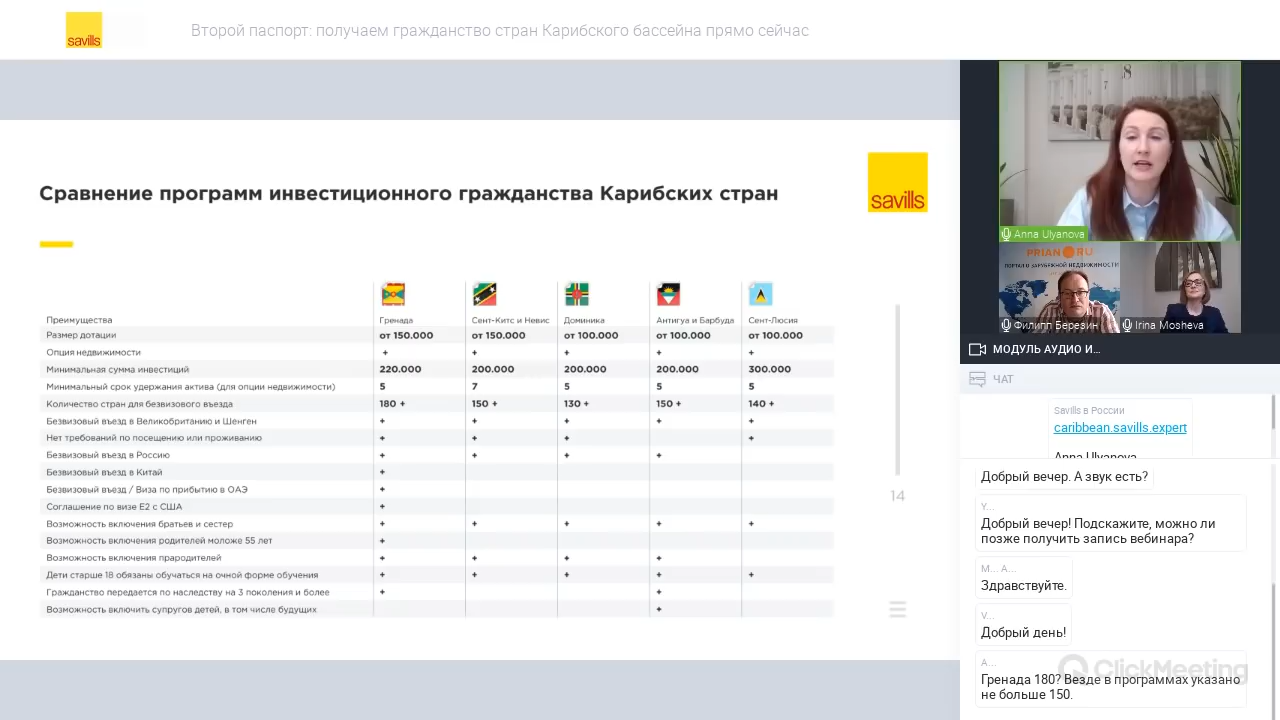 savills
Второй паспорт: получаем гражданство стран Карибского бассейна прямо сейчас
Сравнение программ инвестиционного гражданства Карибских стран
savills
Преимущества Гренада Сент-Китс и Невис Доминика Антигуа и Барбуда Сент-Люсия
Размер дотации от 150.000 от 150.000 от 100.000 от 100.000 от 100.000
Опция недвижимости + + + + +
Минимальная сумма инвестиций 220.000 200.000 200.000 200.000 300.000
Минимальный срок удержания актива (для опции недвижимости) 5 7 5 5 5
Количество стран для безвизового въезда 180 + 150 + 130 + 150 + 140 +
Безвизовый въезд в Великобританию и Шенген + + + + +
Нет требований по посещению или проживанию + + + +
Безвизовый въезд в Россию + + + +
Безвизовый въезд в Китай +
Безвизовый въезд / Виза по прибытию в ОАЭ +
Соглашение по визе E2 с США +
Возможность включения братьев и сестер + + + + +
Возможность включения родителей моложе 55 лет +
Возможность включения прародителей + + + +
Дети старше 18 обязаны обучаться на очной форме обучения + + + + +
Гражданство передается по наследству на 3 поколения и более + +
Возможность включить супругов детей, в том числе будущих +
14
8
7
Anna Ulyanova
PRIAN RU
ПОРТАЛ О ЗАРУБЕЖНОЙ НЕДВИЖИМОСТИ
Филипп Березин
Irina Mosheva
МОДУЛЬ АУДИО И...
ЧАТ
Savills в России
caribbean.savills.expert
Anna Ulyanova
Добрый вечер. А звук есть?
Y...
Добрый вечер! Подскажите, можно ли
позже получить запись вебинара?
М... А...
Здравствуйте.
V...
Добрый день!
А...
Гренада 180? Везде в программах указано
не больше 150.
ClickMeeting